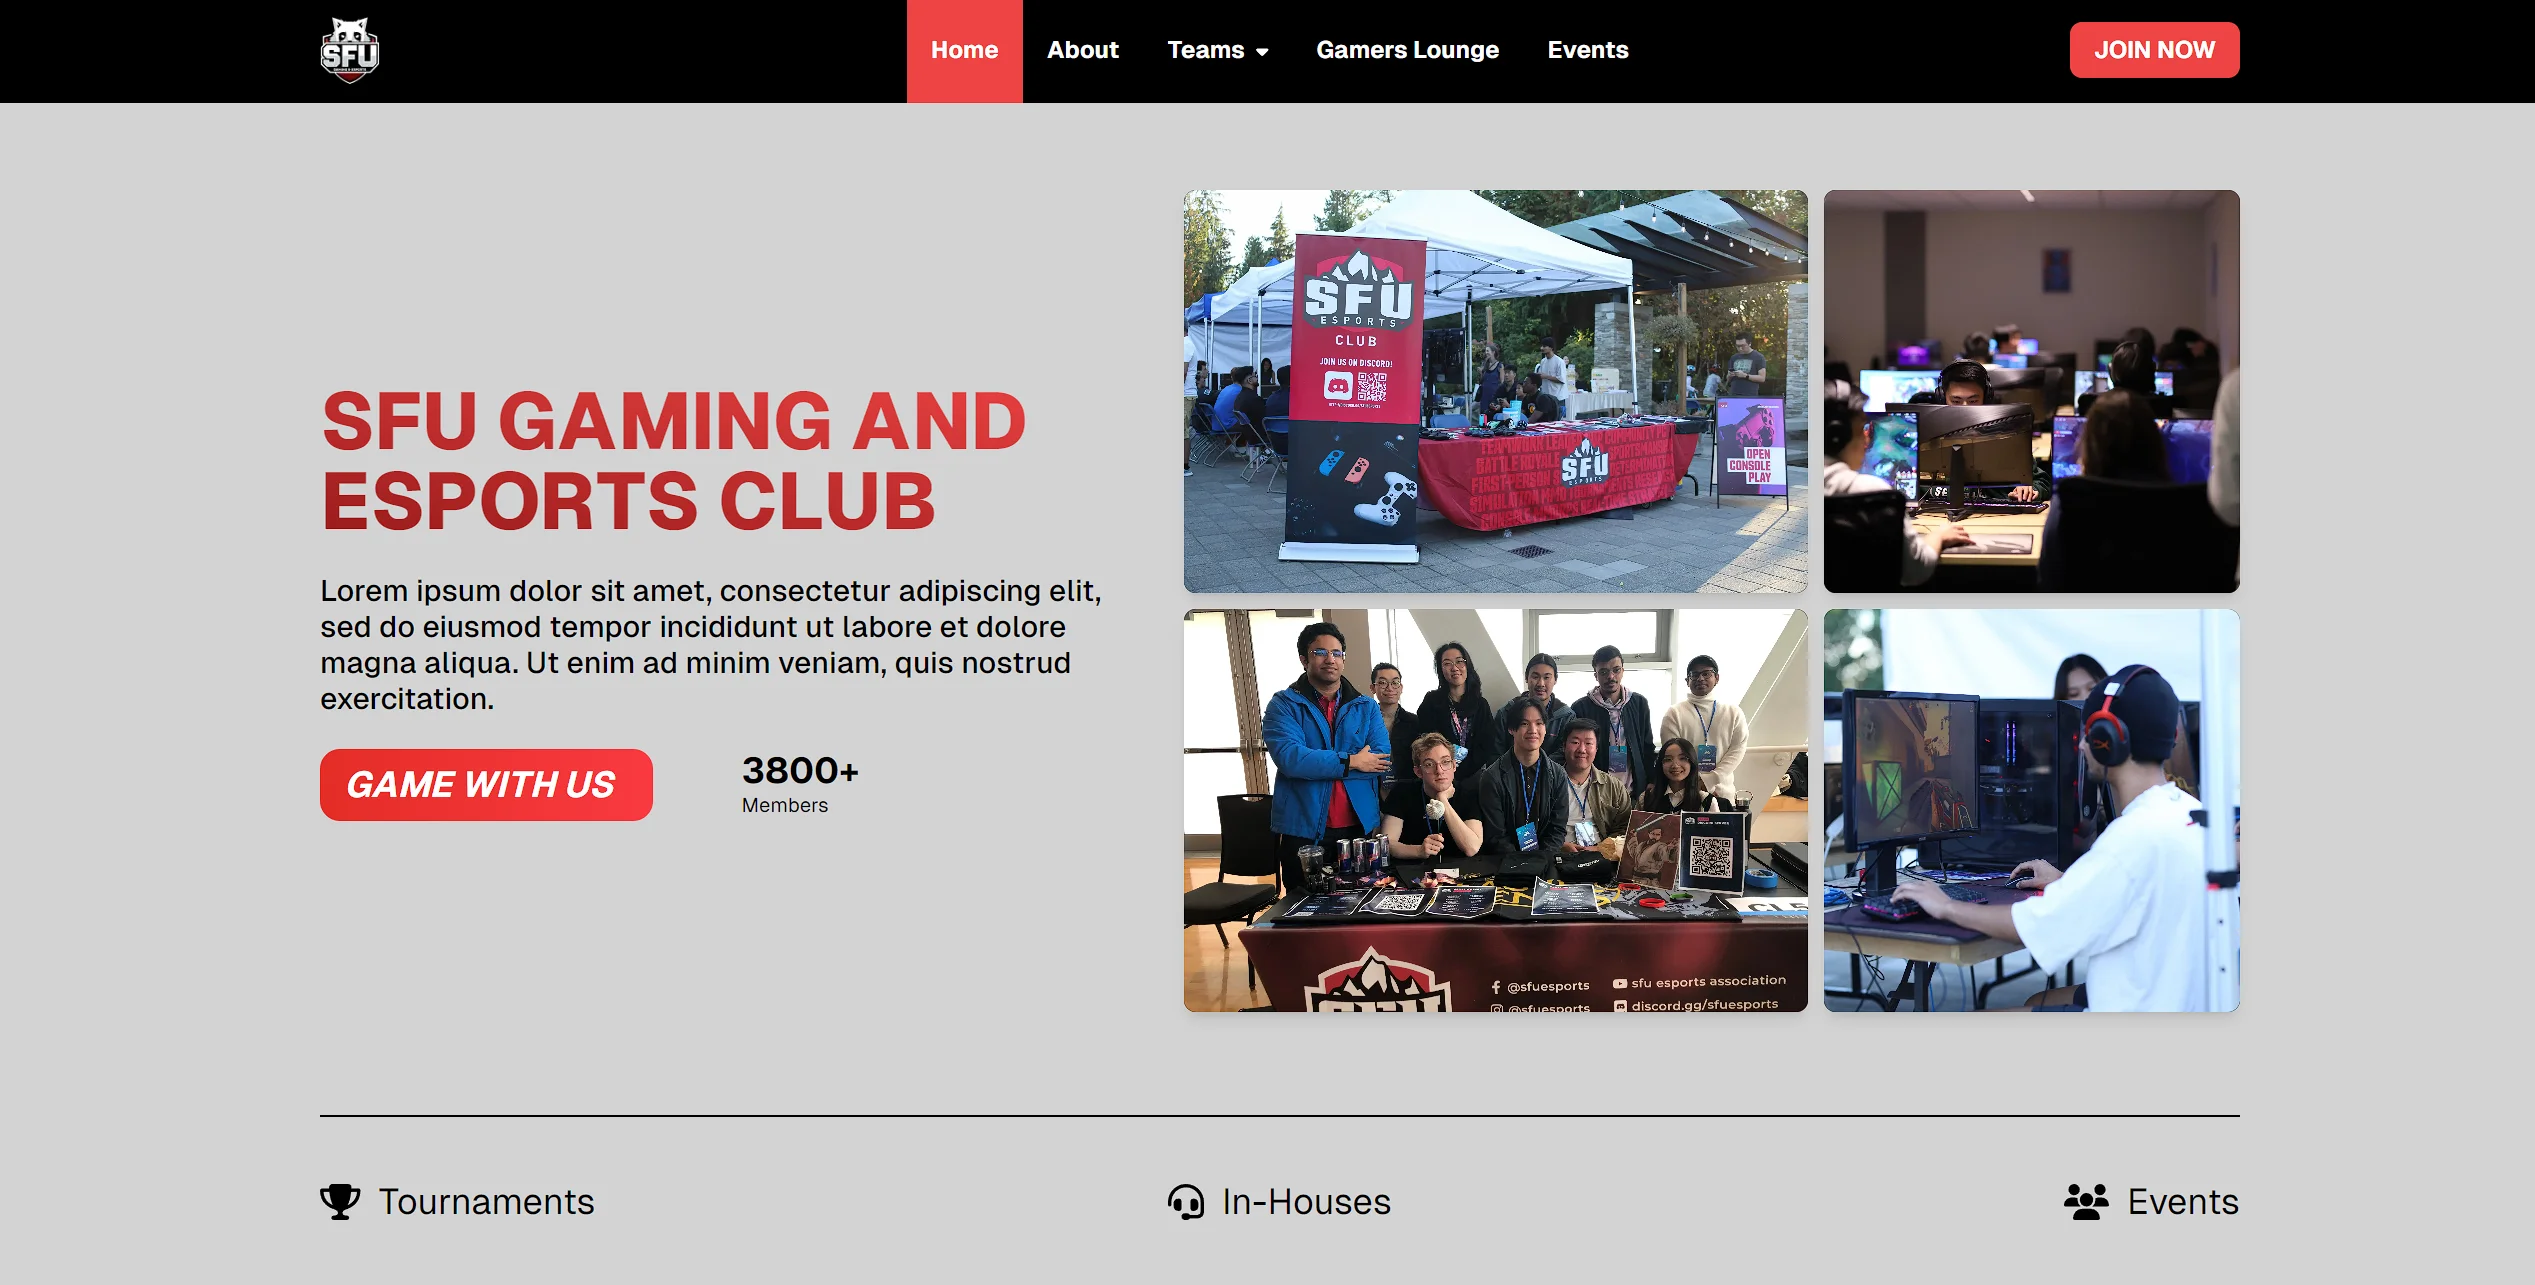 SFU
Home
About
Teams
Gamers Lounge
Events
JOIN NOW
SFU GAMING AND
ESPORTS CLUB
Lorem ipsum dolor sit amet, consectetur adipiscing elit,
sed do eiusmod tempor incididunt ut labore et dolore
magna aliqua. Ut enim ad minim veniam, quis nostrud
exercitation.
GAME WITH US
3800+
Members
SFU
ESPORTS
CLUB
JOIN US ON DISCORD!
SFU
ESPORTS
OPEN
CONSOLE
PLAY
@sfuesports
sfu esports association
@sfuesports
discord.gg/sfuesports
Tournaments
In-Houses
Events